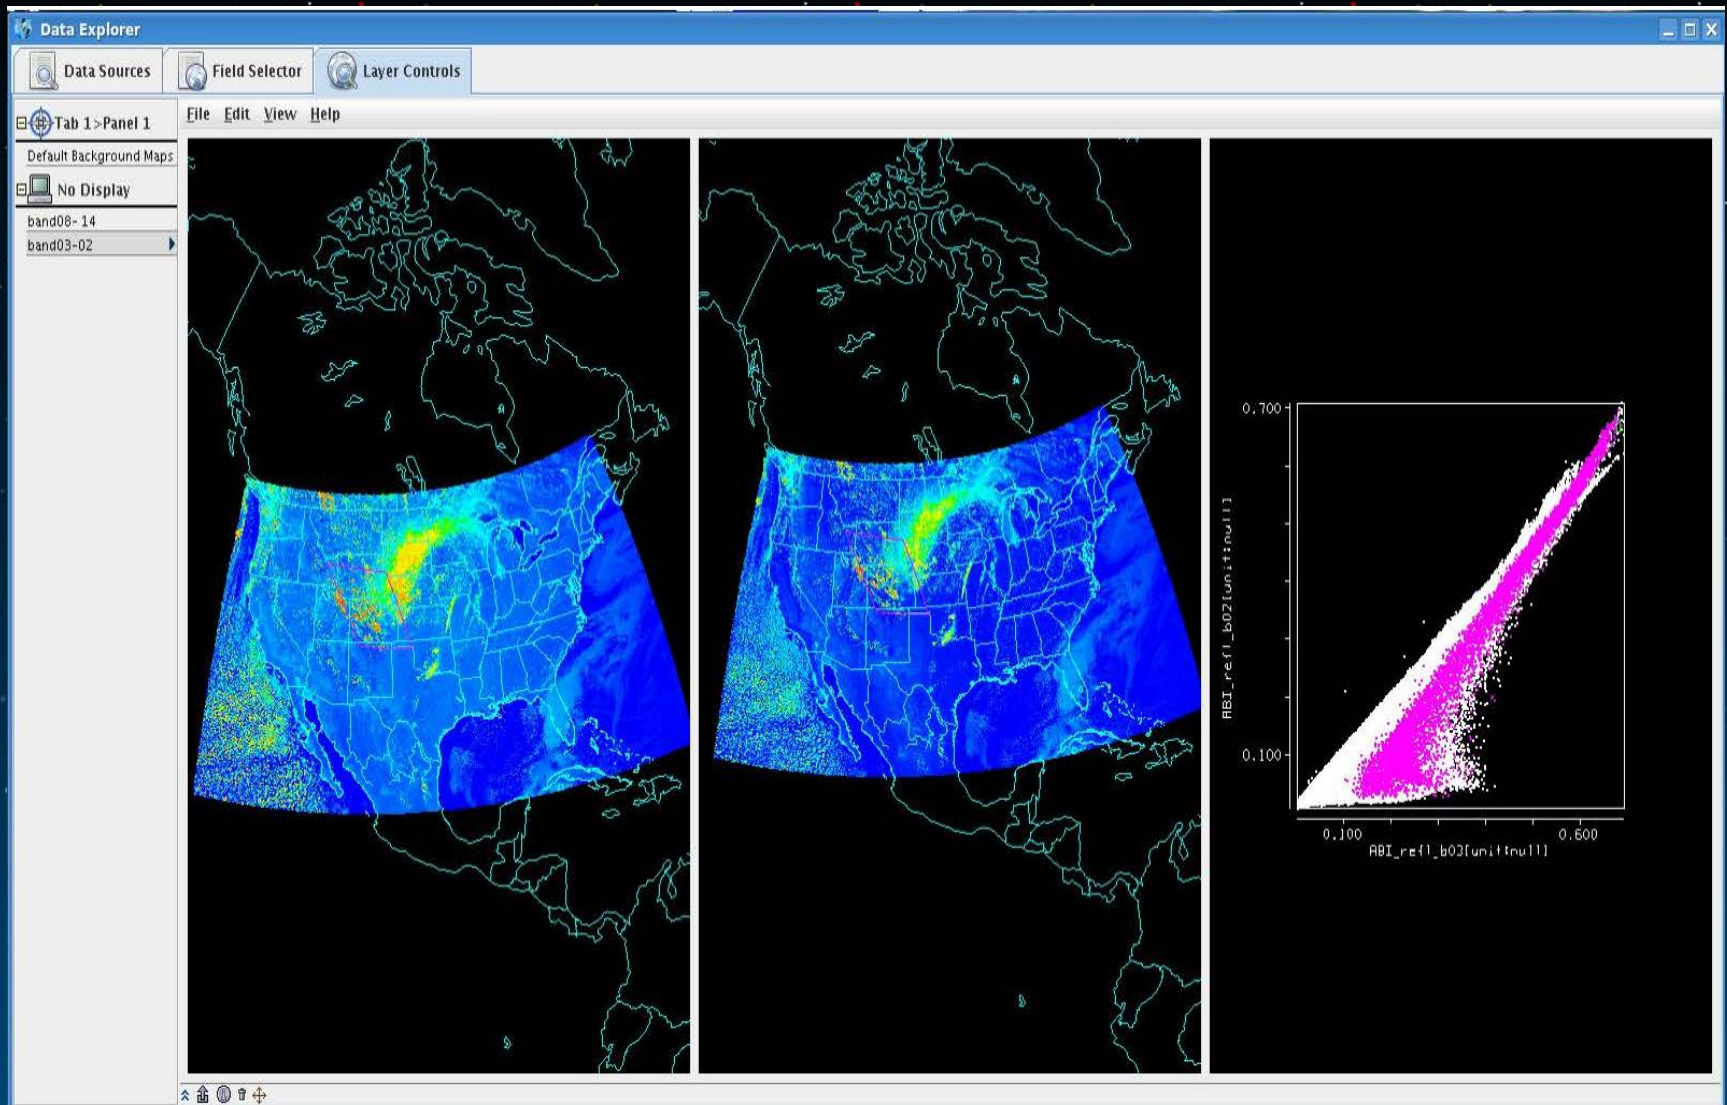 Data Explorer
Data Sources
Field Selector
Layer Controls
Tab 1>Panel 1
Default Background Maps
No Display
band08-14
band03-02
File Edit View Help
0.700
0.100
ABI_refl_b02[unit:null]
0.100
0.600
ABI_refl_b03[unit:null]